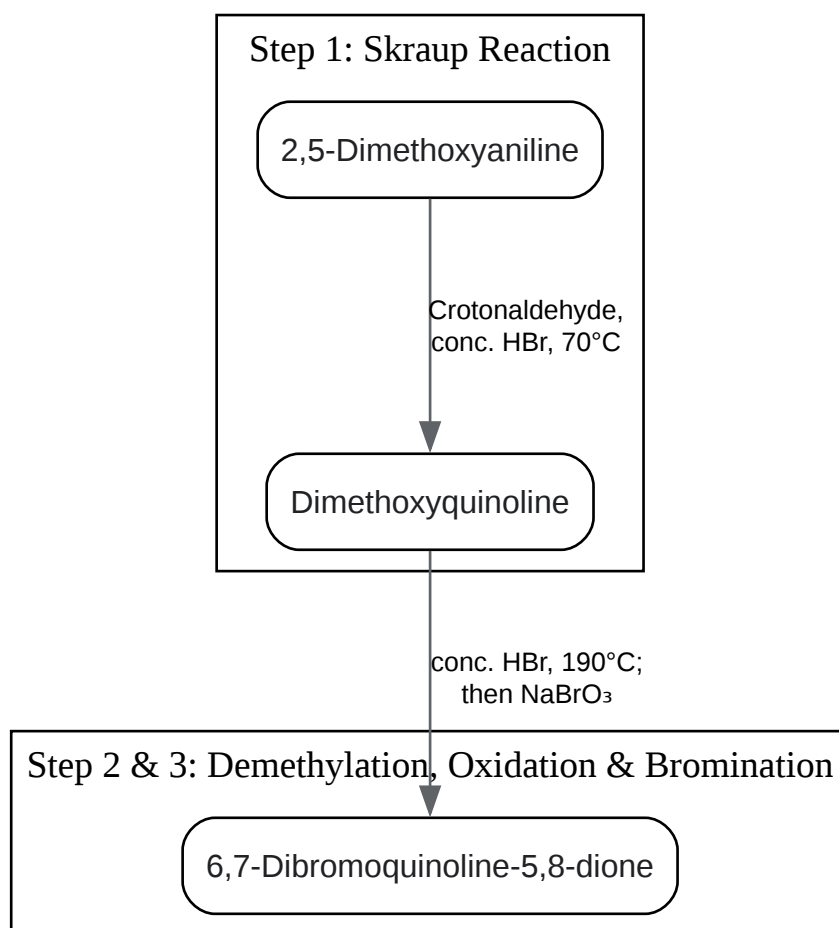 Step 1: Skraup Reaction
2,5-Dimethoxyaniline
Crotonaldehyde,
conc. HBr, 70°C
Dimethoxyquinoline
conc. HBr, 190°C;
then NaBrO₃
Step 2 & 3: Demethylation, Oxidation & Bromination
6,7-Dibromoquinoline-5,8-dione